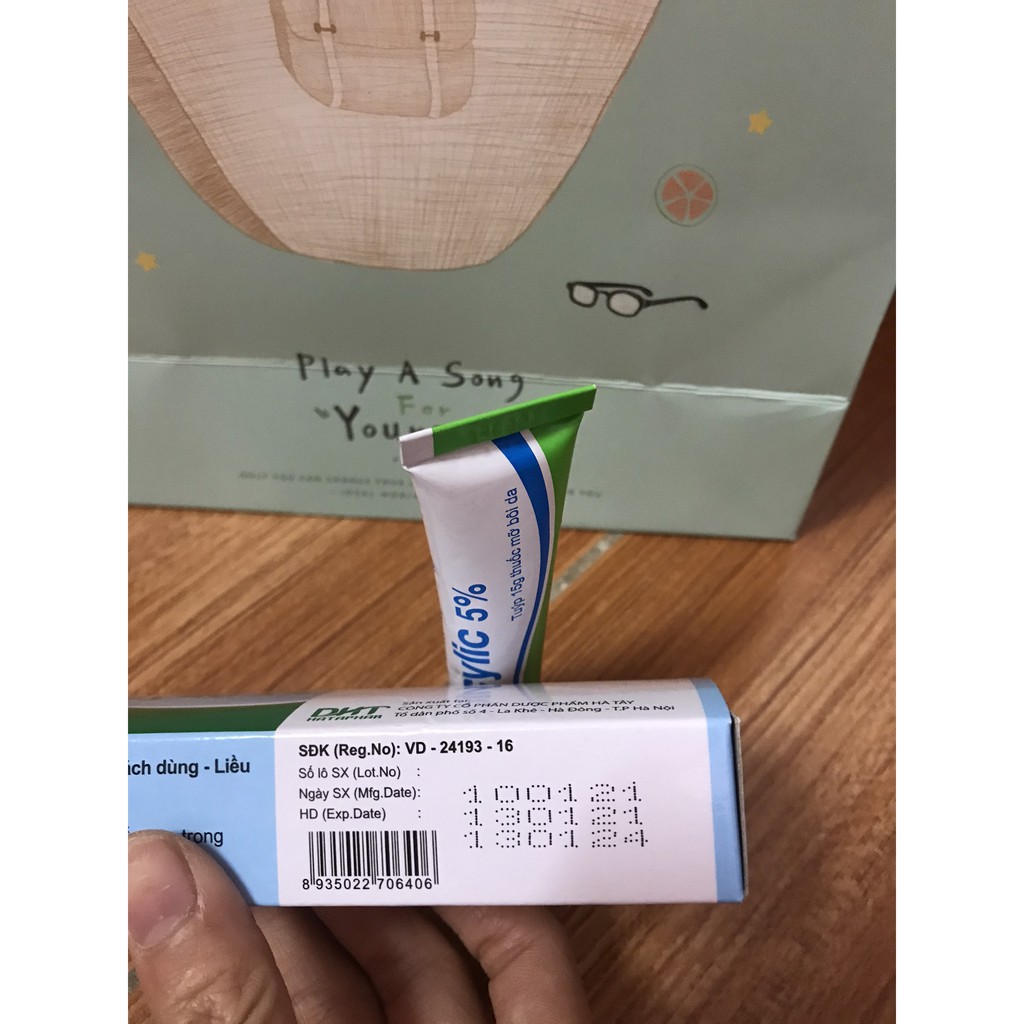 Play A Song
For
You
Tuýp 15g thuốc mỡ bôi da
ylic 5%
DHT
HATAPHAR
Sản xuất tại:
CÔNG TY CỔ PHẦN DƯỢC PHẨM HÀ TÂY
Tổ dân phố số 4 - La Khê - Hà Đông - T.P Hà Nội
SĐK (Reg.No): VD - 24193 - 16
Số lô SX (Lot.No) : 100121
Ngày SX (Mfg.Date): 130121
HD (Exp.Date) : 130124
8 935022 706406
ách dùng - Liều
trong